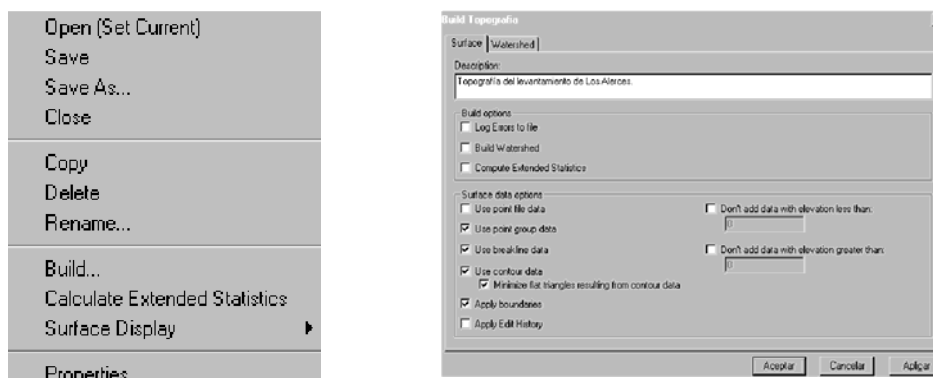 Open (Set Current)
Save
Save As...
Close
Copy
Delete
Rename...
Build...
Calculate Extended Statistics
Surface Display
Properties
Build Topografia
Surface Watershed
Description:
Topografía del levantamiento de Los Alerces.
Build options
Log Errors to file
Build Watershed
Compute Extended Statistics
Surface data options
Use point file data
Use point group data
Use breakline data
Use contour data
Minimize flat triangles resulting from contour data
Apply boundaries
Apply Edit History
Don't add data with elevation less than:
0
Don't add data with elevation greater than:
0
Aceptar Cancelar Aplicar